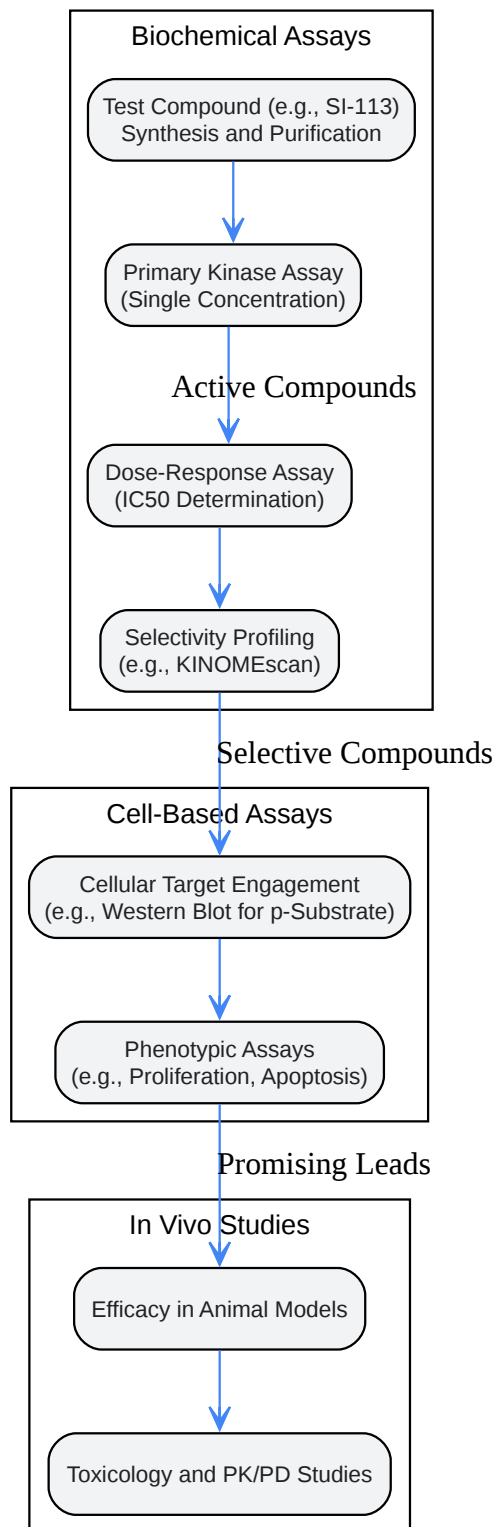 Biochemical Assays
Test Compound (e.g., SI-113)
Synthesis and Purification
Primary Kinase Assay
(Single Concentration)
Active Compounds
Dose-Response Assay
(IC50 Determination)
Selectivity Profiling
(e.g., KINOMEscan)
Selective Compounds
Cell-Based Assays
Cellular Target Engagement
(e.g., Western Blot for p-Substrate)
Phenotypic Assays
(e.g., Proliferation, Apoptosis)
Promising Leads
In Vivo Studies
Efficacy in Animal Models
Toxicology and PK/PD Studies